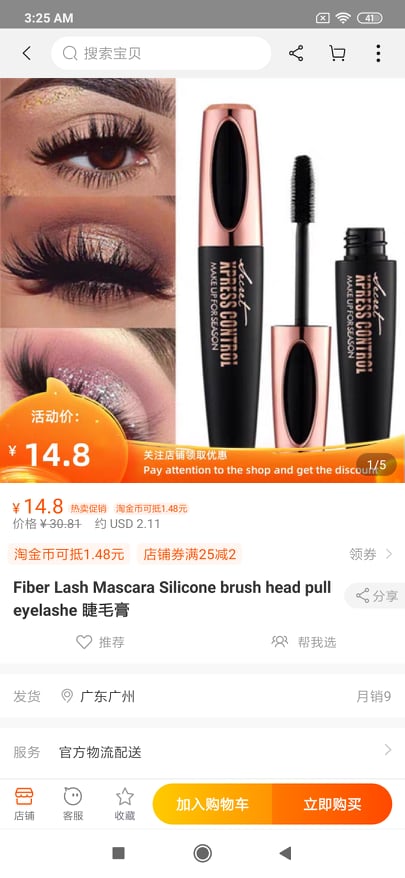 3:25 AM
41
搜索宝贝
Secret
XPRESS CONTROL
MAKE UP FOR SEASON
Secret
XPRESS CONTROL
MAKE UP FOR SEASON
活动价:
¥ 14.8
关注店铺领取优惠
Pay attention to the shop and get the discount
1/5
¥ 14.8 热卖促销 淘金币可抵1.48元
价格 ¥ 30.81 约 USD 2.11
淘金币可抵1.48元 店铺券满25减2 领券
Fiber Lash Mascara Silicone brush head pull
eyelashe 睫毛膏
分享
推荐 帮我选
发货 广东广州 月销9
服务 官方物流配送
店铺 客服 收藏 加入购物车 立即购买